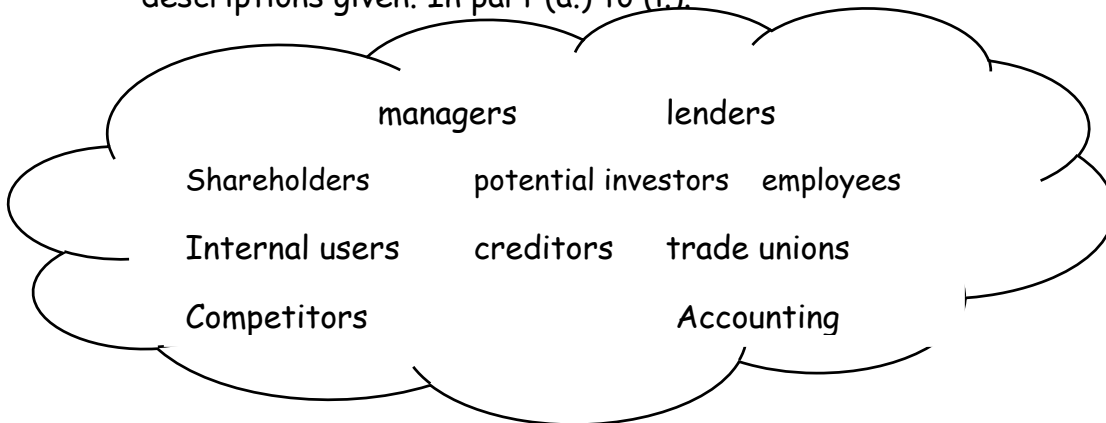 descriptions given. In part (a.) to (f.).
managers lenders
Shareholders potential investors employees
Internal users creditors trade unions
Competitors Accounting